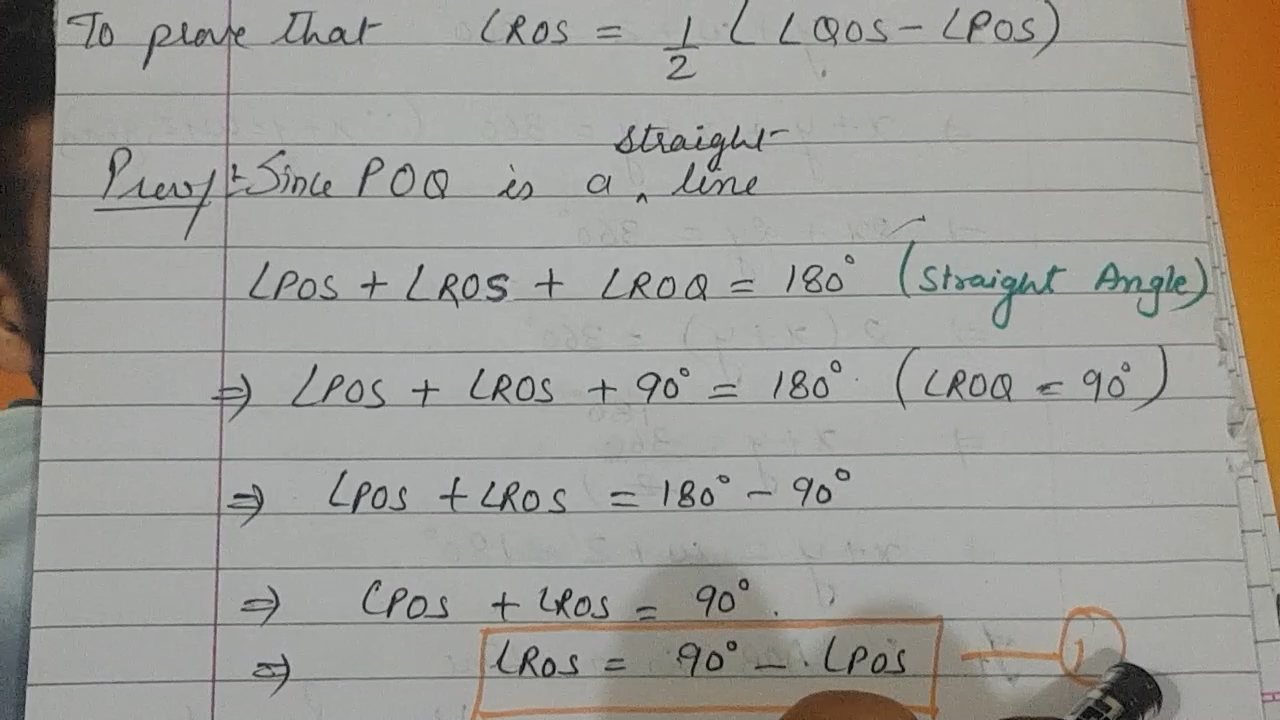 To prove that ∠ROS = 1/2 (∠QOS - ∠POS)
Proof :- Since POQ is a ^ straight line
∠POS + ∠ROS + ∠ROQ = 180° (Straight Angle)
⇒ ∠POS + ∠ROS + 90° = 180° (∠ROQ = 90°)
⇒ ∠POS + ∠ROS = 180° - 90°
⇒ ∠POS + ∠ROS = 90°.
⇒ ∠ROS = 90° - ∠POS — 1